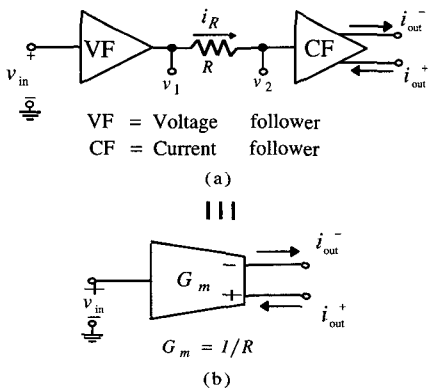 i_R
i_out^-
VF
CF
+
v_in
R
v_1
v_2
i_out^+
−
VF = Voltage follower
CF = Current follower
(a)
i_out^-
−
G_m
+
+
v_in
−
i_out^+
G_m = 1/R
(b)